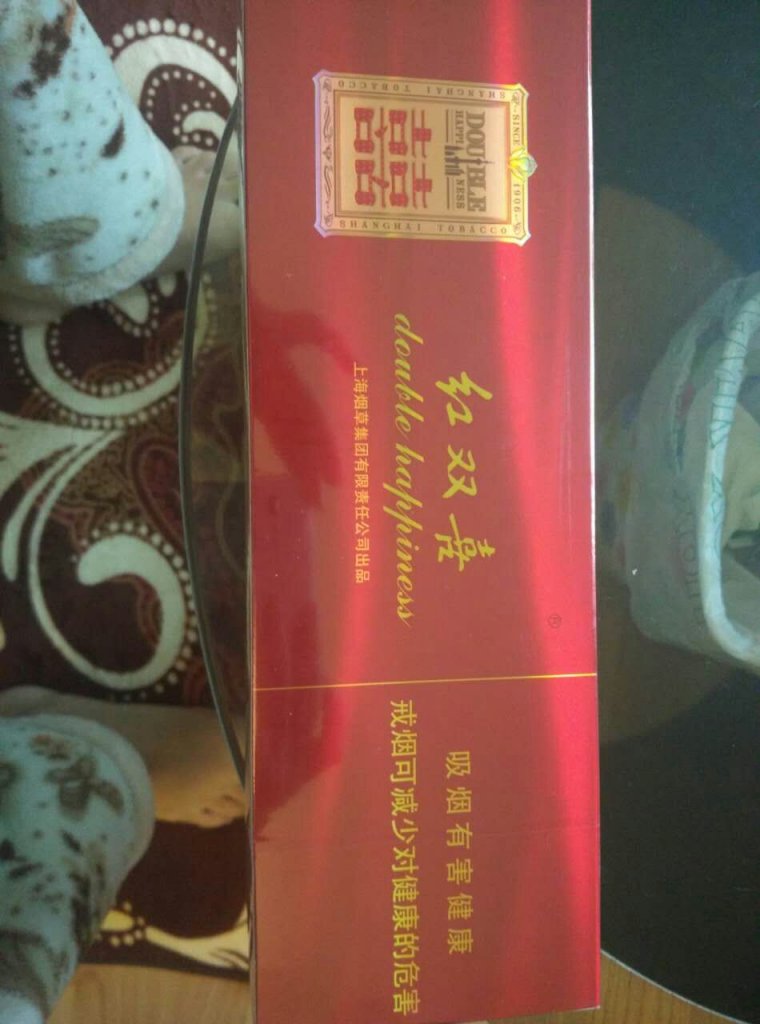 SHANGHAI TOBACCO
·SINCE 1906·
DOUBLE
HAPPI NESS
囍
SHANGHAI TOBACCO
红双喜
®
double happiness
上海烟草集团有限责任公司出品
吸烟有害健康
戒烟可减少对健康的危害